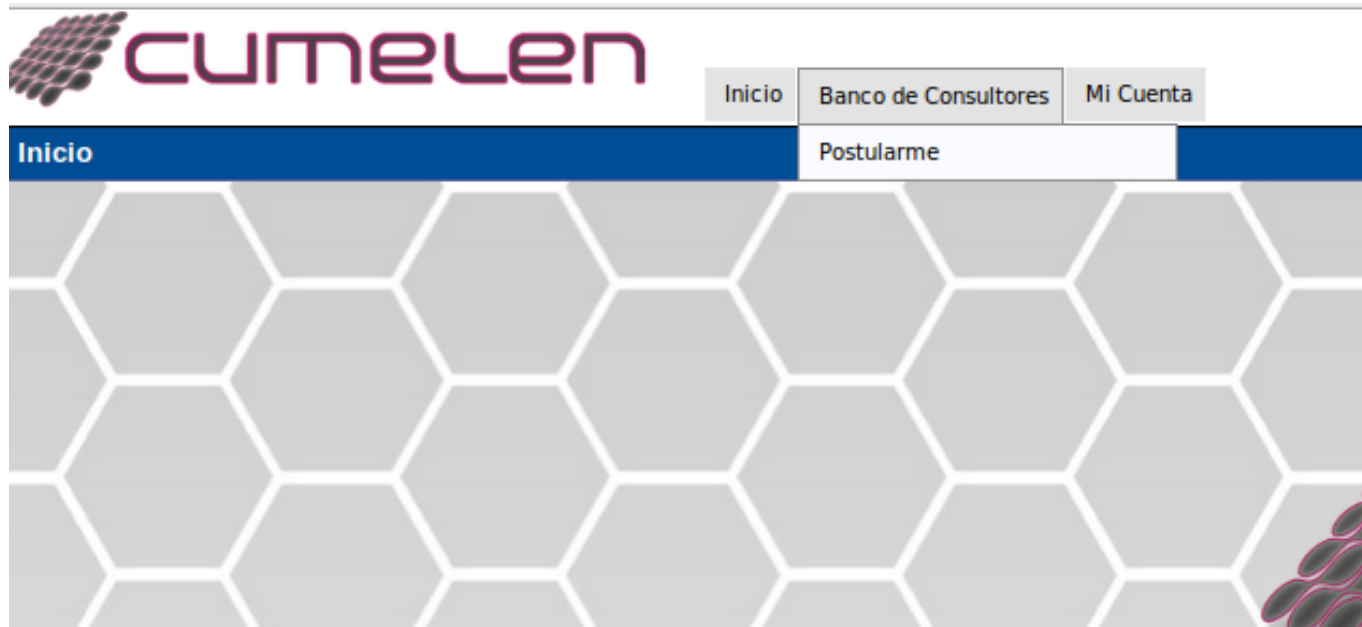 cumelen
Inicio Banco de Consultores Mi Cuenta
Inicio
Postularme